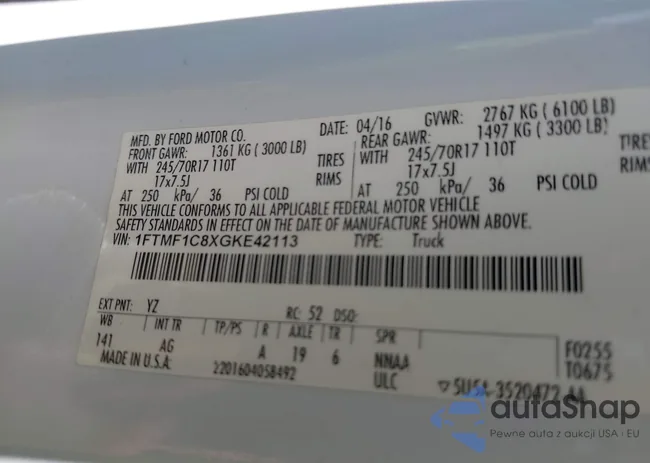 MFD. BY FORD MOTOR CO.
DATE: 04/16 GVWR: 2767 KG ( 6100 LB)
FRONT GAWR: 1361 KG ( 3000 LB) REAR GAWR: 1497 KG ( 3300 LB)
WITH 245/70R17 110T TIRES WITH 245/70R17 110T TIRES
17x7.5J RIMS 17x7.5J RIMS
AT 250 kPa/ 36 PSI COLD AT 250 kPa/ 36 PSI COLD
THIS VEHICLE CONFORMS TO ALL APPLICABLE FEDERAL MOTOR VEHICLE
SAFETY STANDARDS IN EFFECT ON THE DATE OF MANUFACTURE SHOWN ABOVE.
VIN: 1FTMF1C8XGKE42113 TYPE: Truck
EXT PNT: YZ RC: 52 DSO:
WB INT TR TP/PS R AXLE TR SPR
141 AG A 19 6 NNAA F0255
MADE IN U.S.A. 2201604058492 ULC T0675
5U5A-3520472-AA
autaShap
Pewne auta z aukcji USA i EU